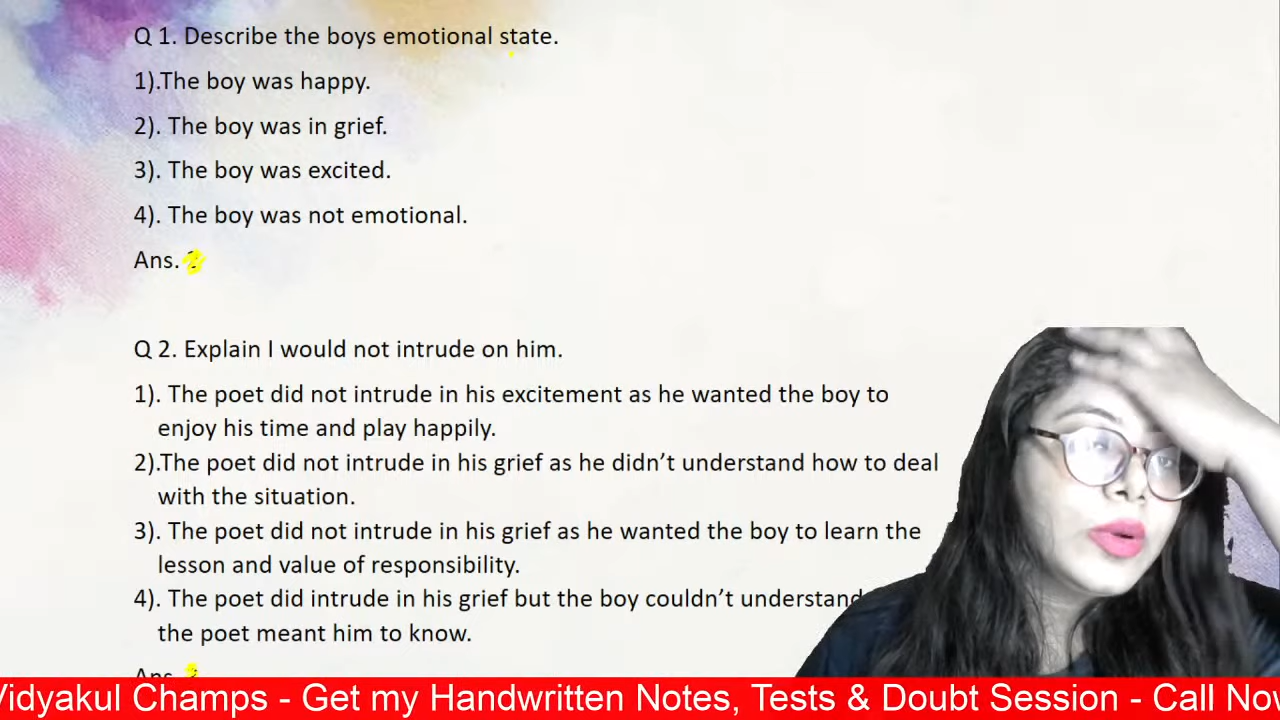 Q 1. Describe the boys emotional state.
1).The boy was happy.
2). The boy was in grief.
3). The boy was excited.
4). The boy was not emotional.
Ans.
Q 2. Explain I would not intrude on him.
1). The poet did not intrude in his excitement as he wanted the boy to
enjoy his time and play happily.
2).The poet did not intrude in his grief as he didn’t understand how to deal
with the situation.
3). The poet did not intrude in his grief as he wanted the boy to learn the
lesson and value of responsibility.
4). The poet did intrude in his grief but the boy couldn’t understand
the poet meant him to know.
Ans.
Vidyakul Champs - Get my Handwritten Notes, Tests & Doubt Session - Call Now